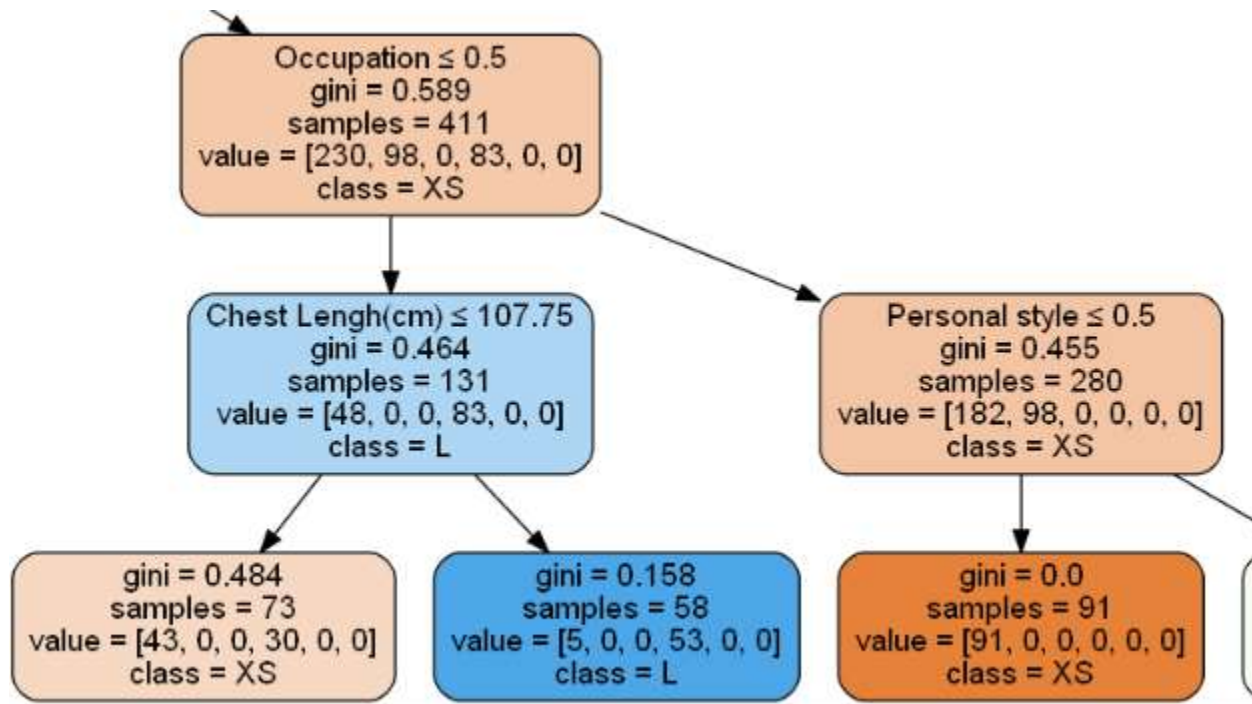 Occupation ≤ 0.5
gini = 0.589
samples = 411
value = [230, 98, 0, 83, 0, 0]
class = XS
Chest Lengh(cm) ≤ 107.75
gini = 0.464
samples = 131
value = [48, 0, 0, 83, 0, 0]
class = L
Personal style ≤ 0.5
gini = 0.455
samples = 280
value = [182, 98, 0, 0, 0, 0]
class = XS
gini = 0.484
samples = 73
value = [43, 0, 0, 30, 0, 0]
class = XS
gini = 0.158
samples = 58
value = [5, 0, 0, 53, 0, 0]
class = L
gini = 0.0
samples = 91
value = [91, 0, 0, 0, 0, 0]
class = XS